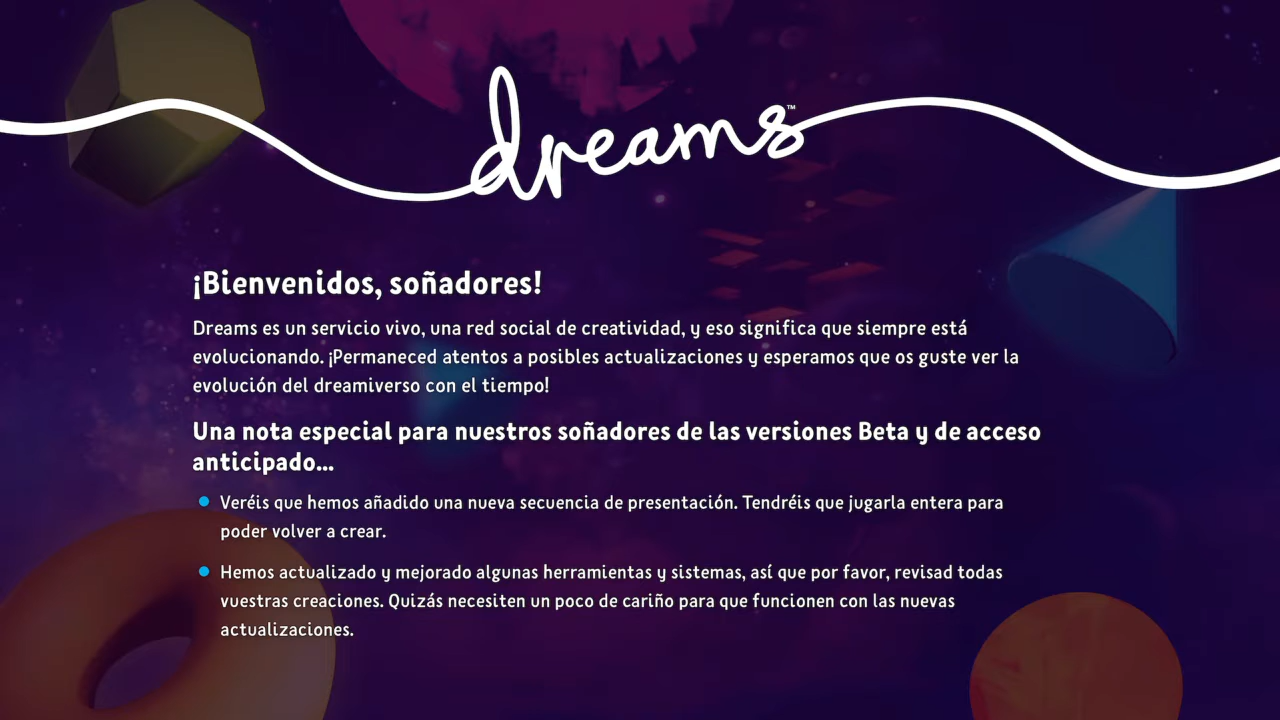 dreams™
¡Bienvenidos, soñadores!
Dreams es un servicio vivo, una red social de creatividad, y eso significa que siempre está
evolucionando. ¡Permaneced atentos a posibles actualizaciones y esperamos que os guste ver la
evolución del dreamiverso con el tiempo!
Una nota especial para nuestros soñadores de las versiones Beta y de acceso
anticipado...
Veréis que hemos añadido una nueva secuencia de presentación. Tendréis que jugarla entera para
poder volver a crear.
Hemos actualizado y mejorado algunas herramientas y sistemas, así que por favor, revisad todas
vuestras creaciones. Quizás necesiten un poco de cariño para que funcionen con las nuevas
actualizaciones.